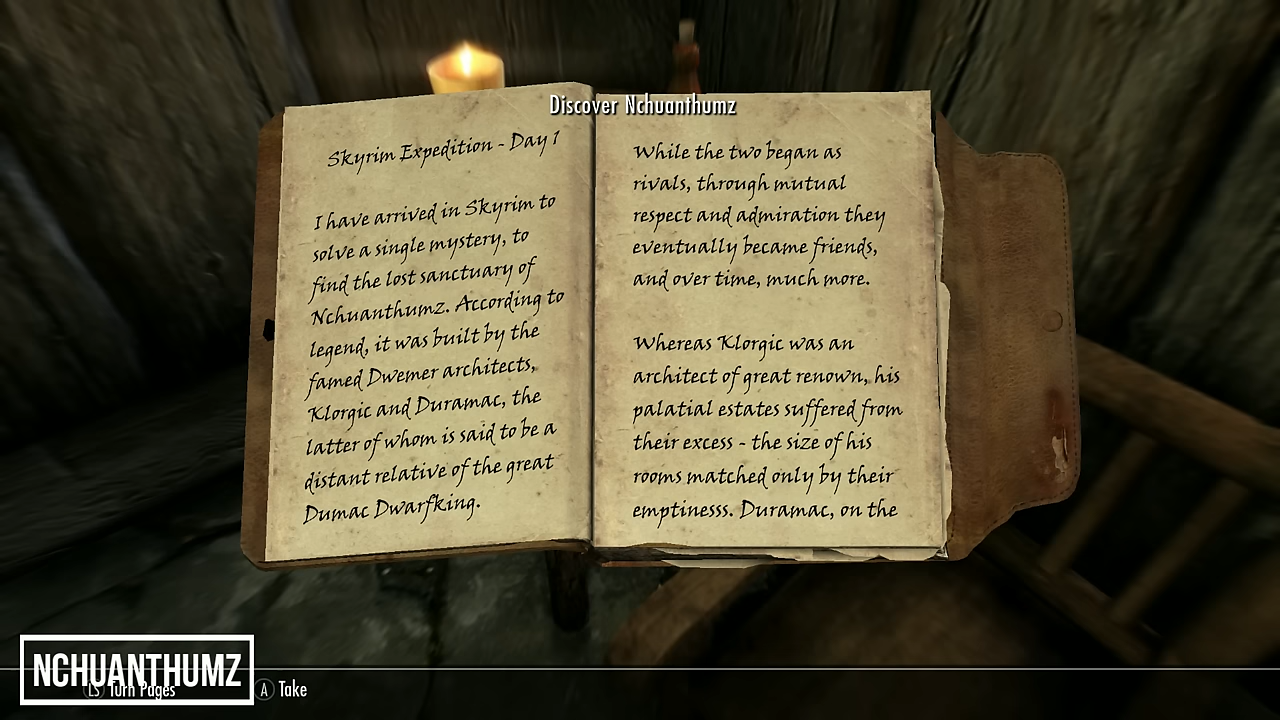 Discover Nchuanthumz
Skyrim Expedition - Day 1
I have arrived in Skyrim to
solve a single mystery, to
find the lost sanctuary of
Nchuanthumz. According to
legend, it was built by the
famed Dwemer architects,
Klorgic and Duramac, the
latter of whom is said to be a
distant relative of the great
Dumac Dwarfking.
While the two began as
rivals, through mutual
respect and admiration they
eventually became friends,
and over time, much more.
Whereas Klorgic was an
architect of great renown, his
palatial estates suffered from
their excess - the size of his
rooms matched only by their
emptinesss. Duramac, on the
NCHUANTHUMZ
LS Turn Pages
A Take